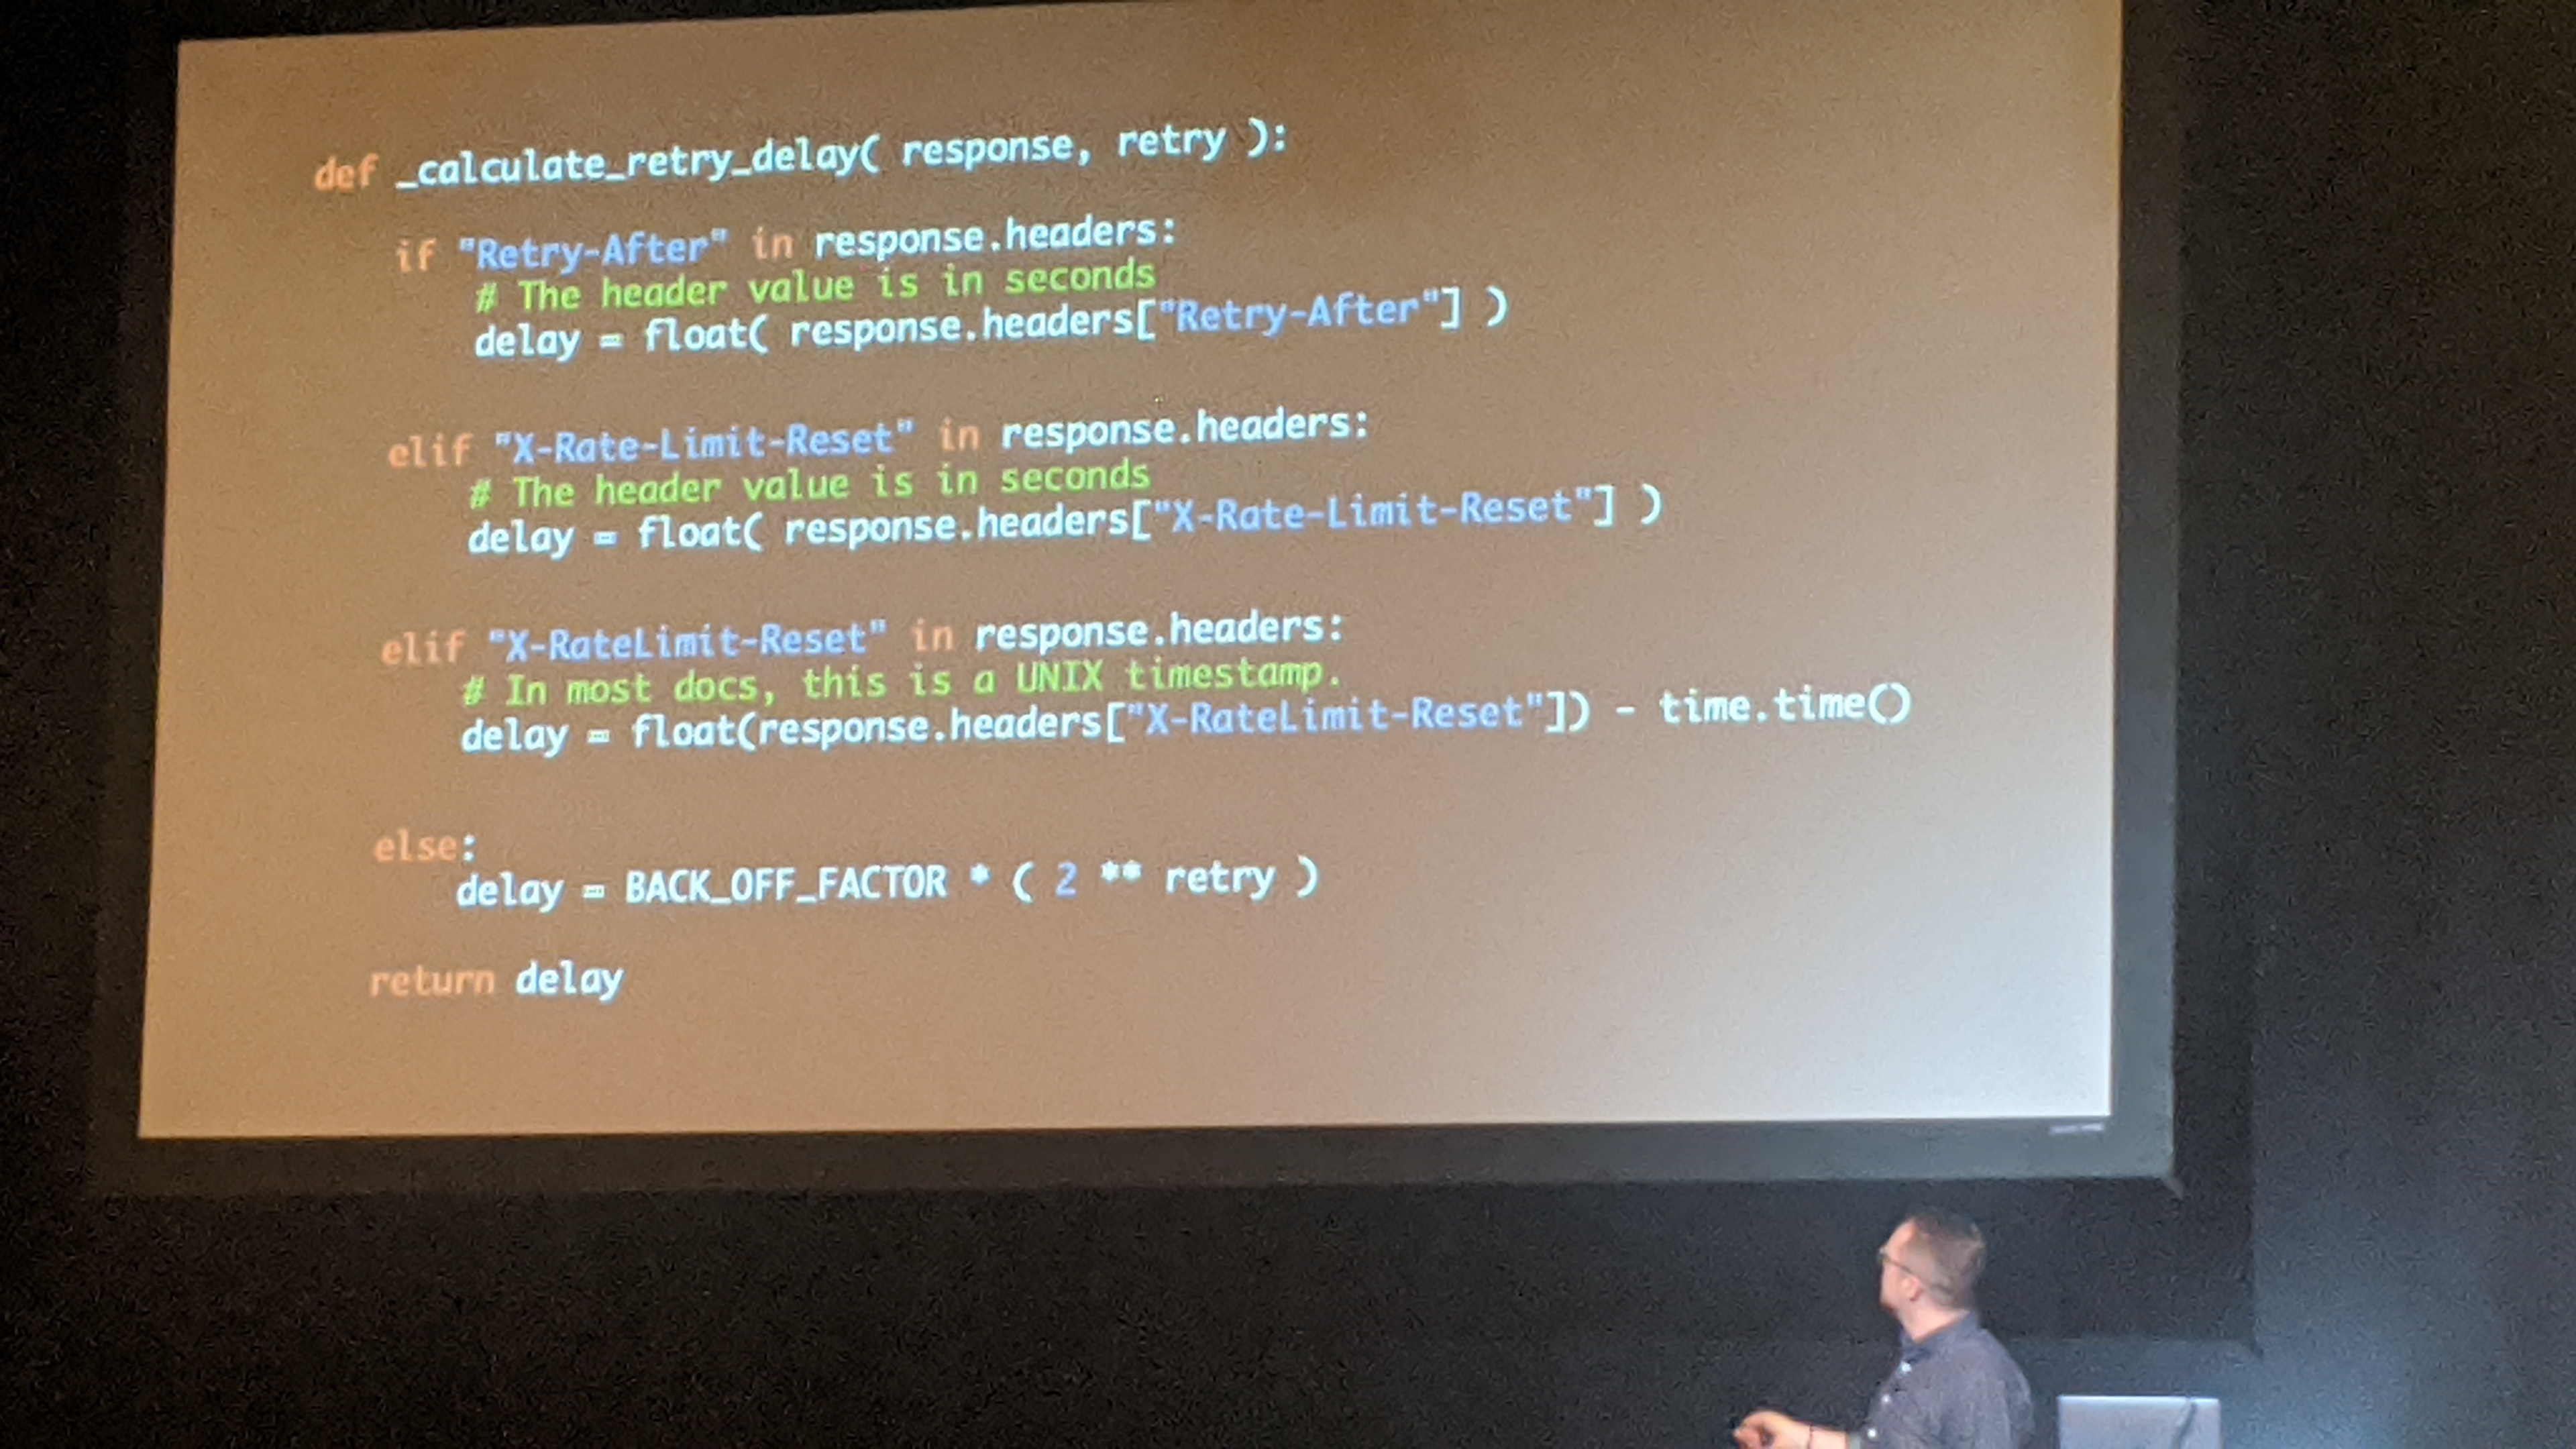 def _calculate_retry_delay( response, retry ):
if "Retry-After" in response.headers:
# The header value is in seconds
delay = float( response.headers["Retry-After"] )
elif "X-Rate-Limit-Reset" in response.headers:
# The header value is in seconds
delay = float( response.headers["X-Rate-Limit-Reset"] )
elif "X-RateLimit-Reset" in response.headers:
# In most docs, this is a UNIX timestamp.
delay = float(response.headers["X-RateLimit-Reset"]) - time.time()
else:
delay = BACK_OFF_FACTOR * ( 2 ** retry )
return delay